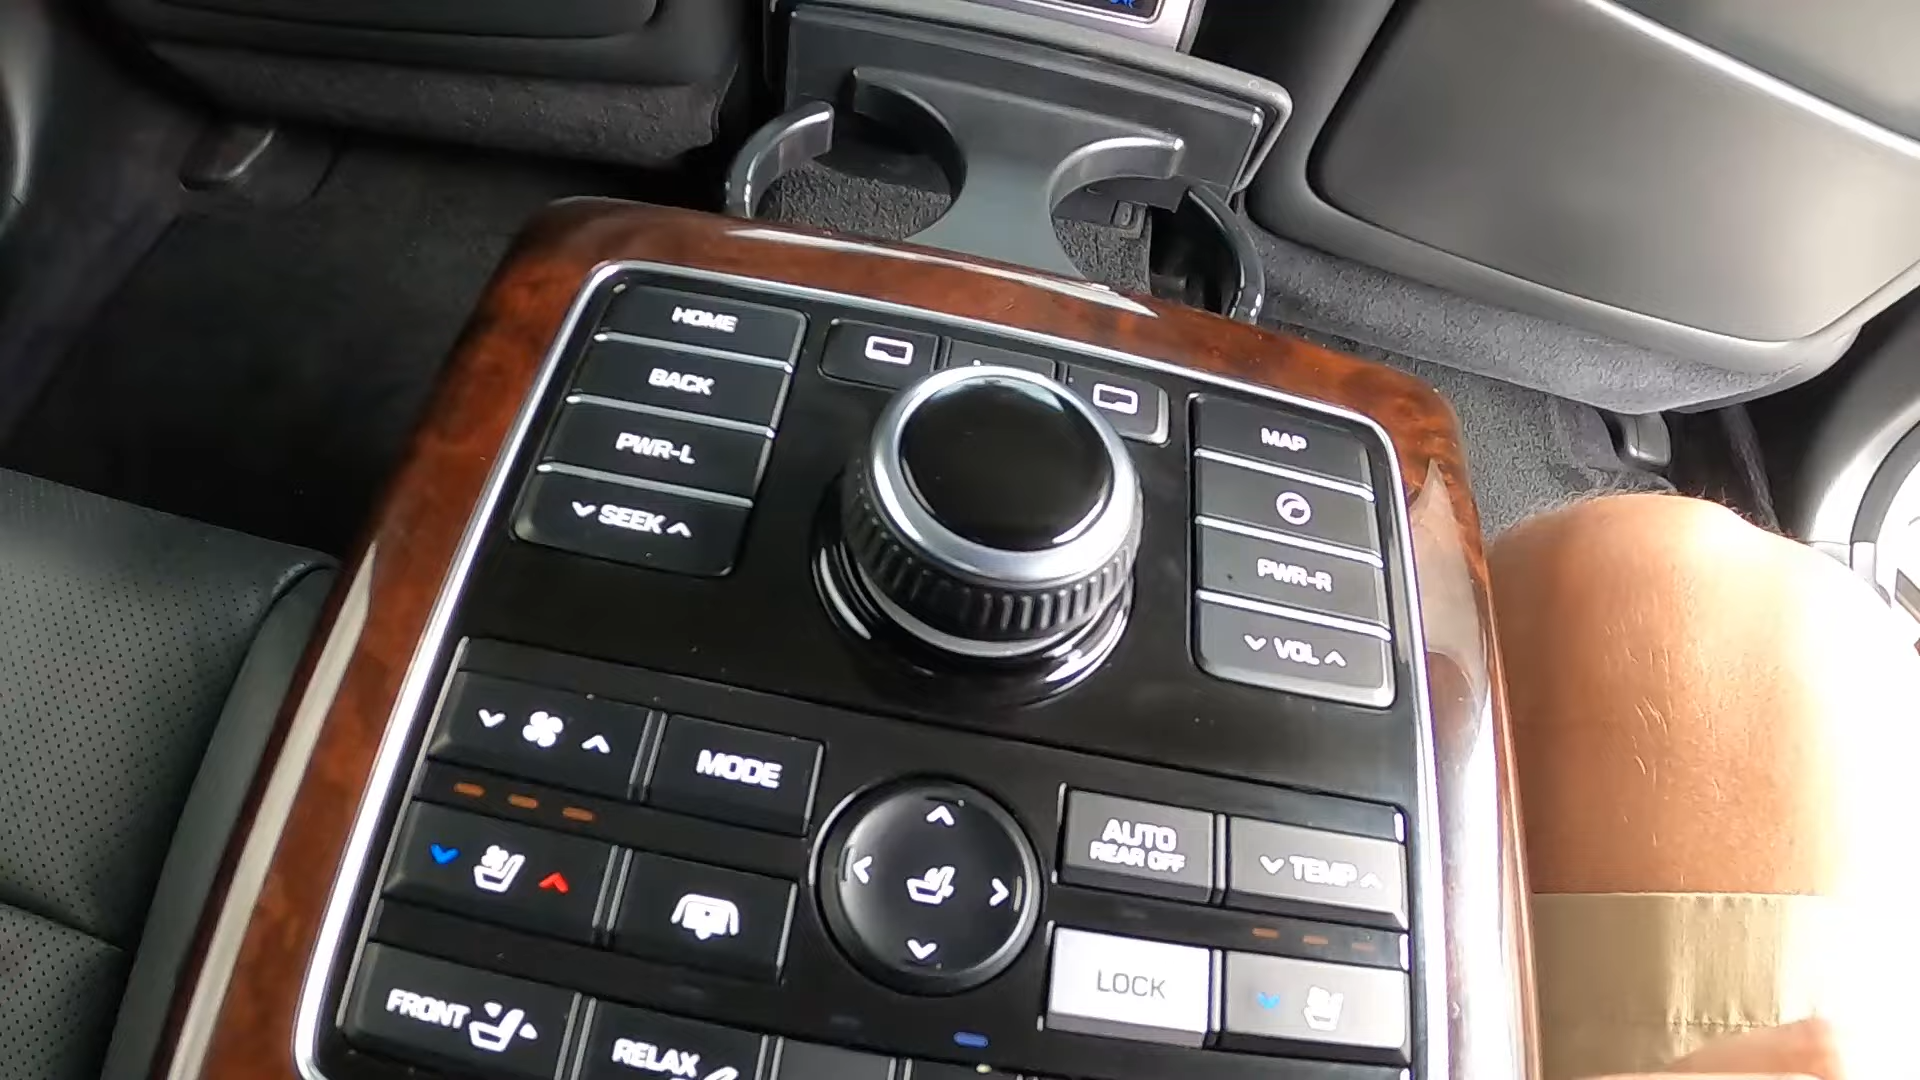 HOME
BACK
PWR-L
SEEK
MAP
PWR-R
VOL
MODE
AUTO
REAR OFF
TEMP
LOCK
FRONT
RELAX